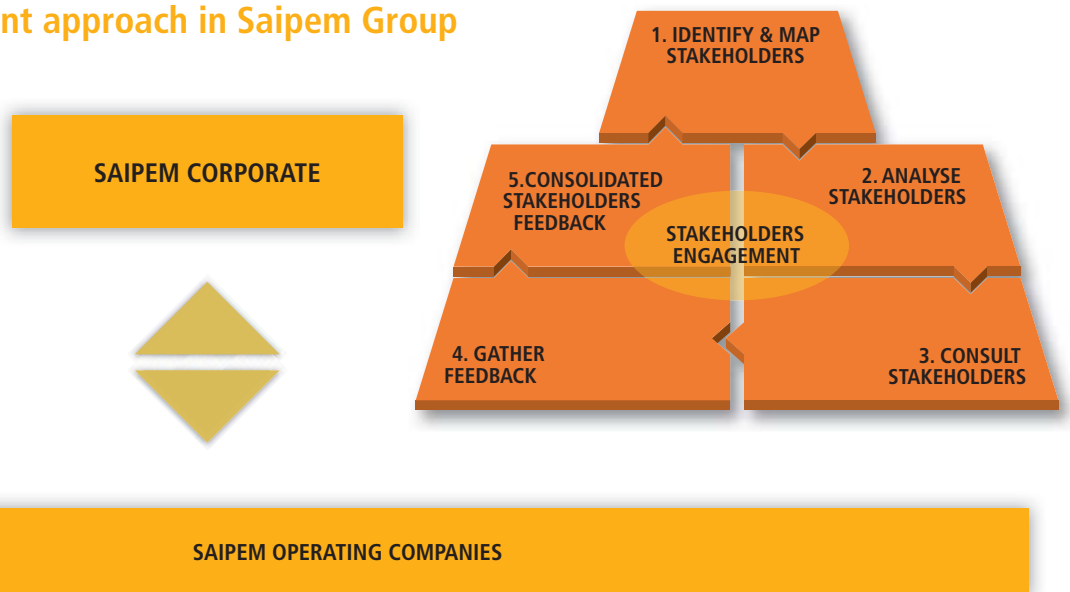 nt approach in Saipem Group
1. IDENTIFY & MAP
STAKEHOLDERS
SAIPEM CORPORATE
5.CONSOLIDATED
STAKEHOLDERS
FEEDBACK
2. ANALYSE
STAKEHOLDERS
STAKEHOLDERS
ENGAGEMENT
4. GATHER
FEEDBACK
3. CONSULT
STAKEHOLDERS
SAIPEM OPERATING COMPANIES